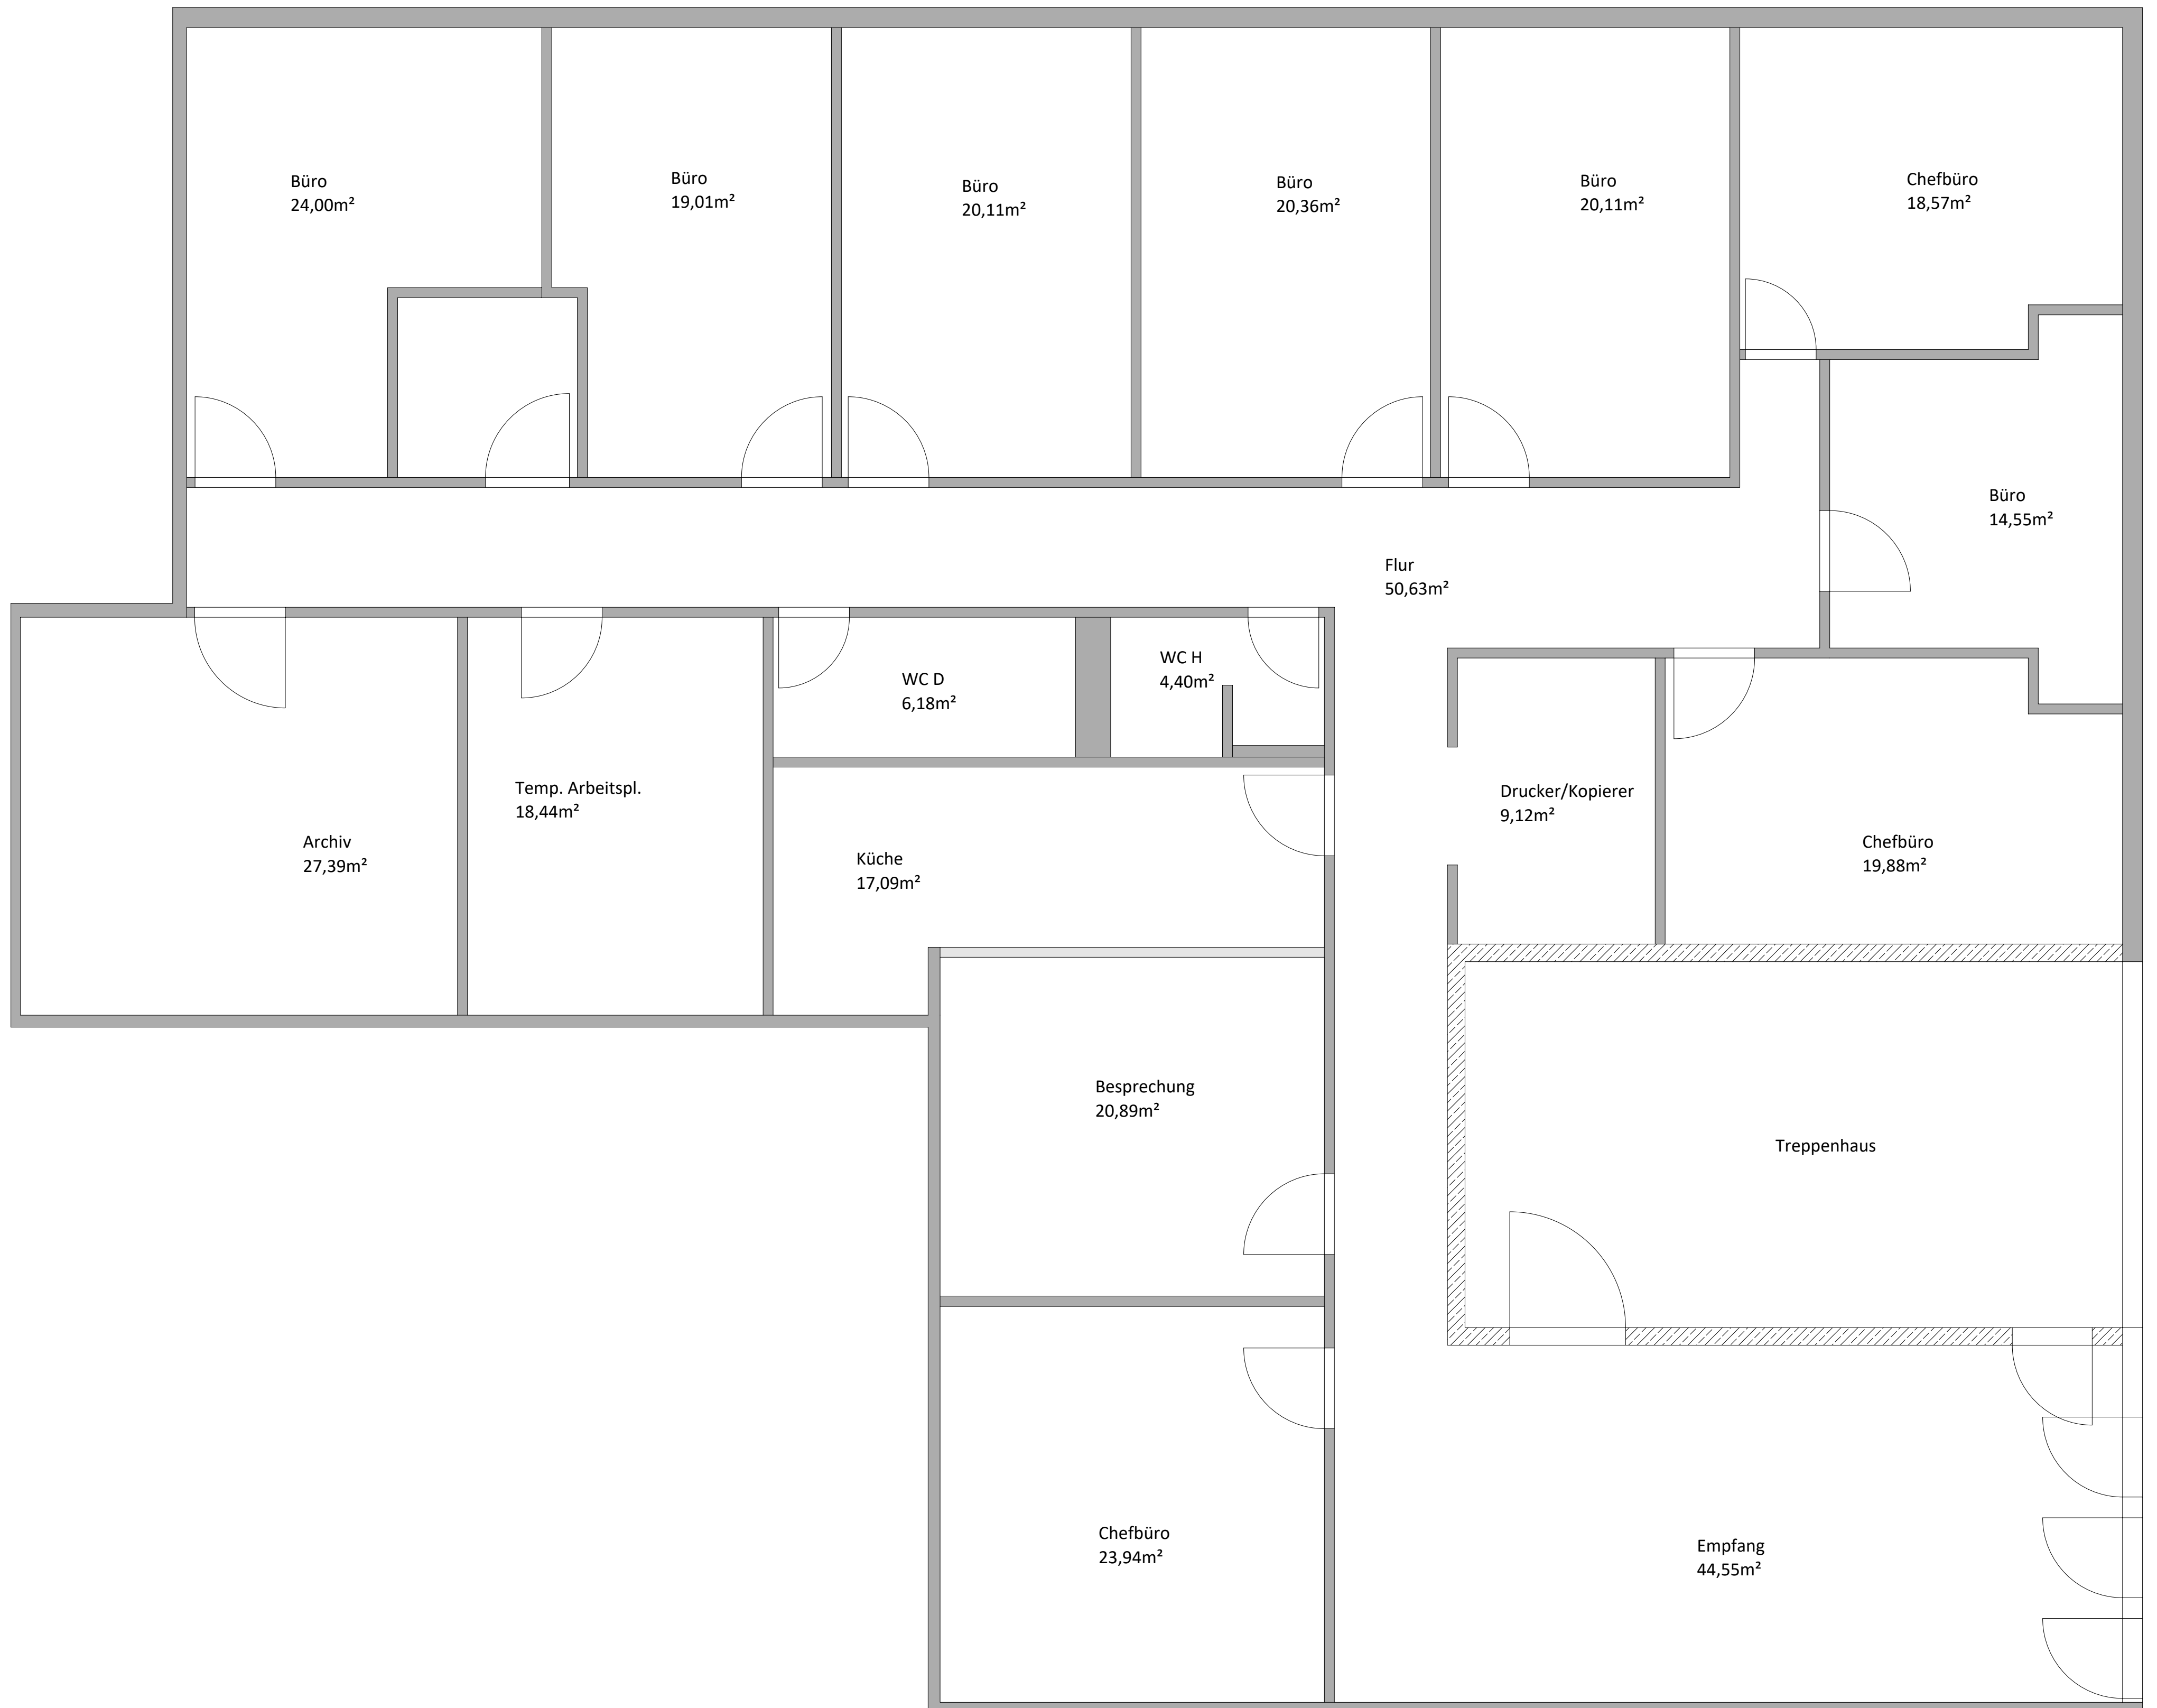 Büro
24,00m²
Büro
19,01m²
Büro
20,11m²
Büro
20,36m²
Büro
20,11m²
Chefbüro
18,57m²
Büro
14,55m²
Flur
50,63m²
WC H
4,40m²
WC D
6,18m²
Temp. Arbeitspl.
18,44m²
Drucker/Kopierer
9,12m²
Archiv
27,39m²
Küche
17,09m²
Chefbüro
19,88m²
Besprechung
20,89m²
Treppenhaus
Chefbüro
23,94m²
Empfang
44,55m²